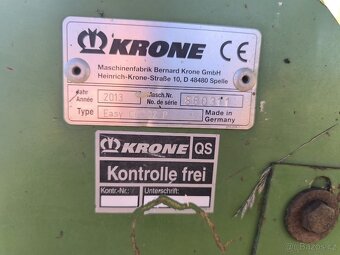 KRONE CE
Maschinenfabrik Bernard Krone GmbH
Heinrich-Krone-Straße 10, D 48480 Spelle
Jahr Année 2013 Masch.Nr. No. de série
Type Easy Made in Germany
KRONE QS
Kontrolle frei
Kontr.-Nr.: Unterschrift: